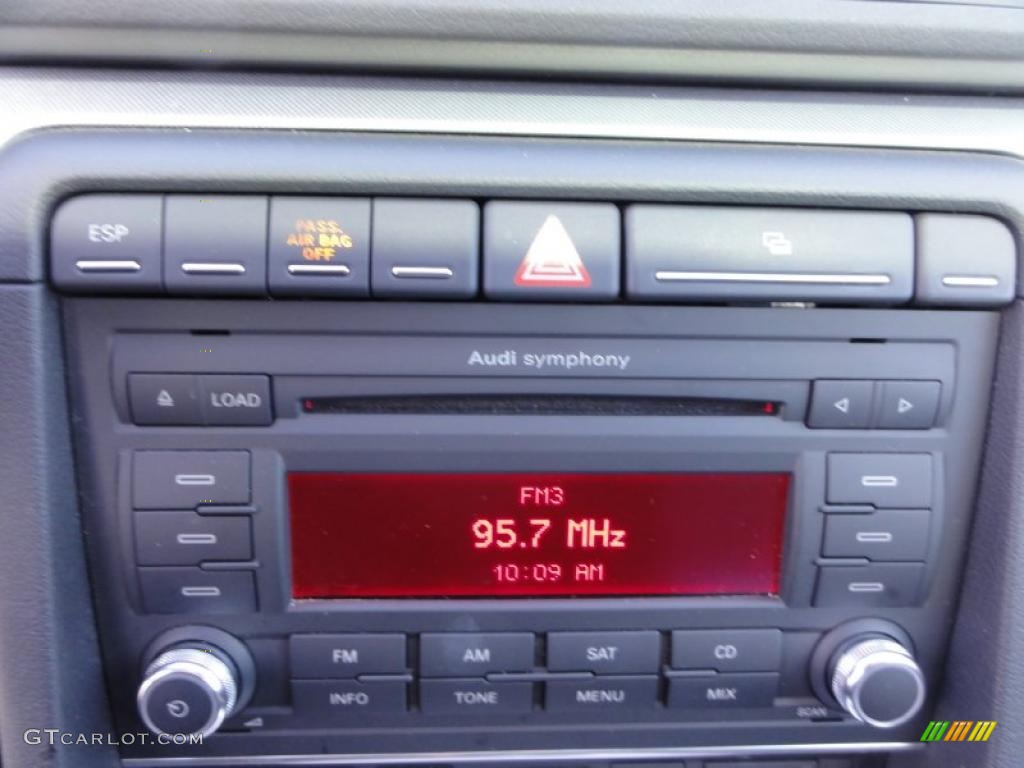 ESP
PASS.
AIR BAG
OFF
Audi symphony
LOAD
FM3
95.7 MHz
10:09 AM
FM AM SAT CD
INFO TONE MENU MIX
SCAN
GTCARLOT.COM